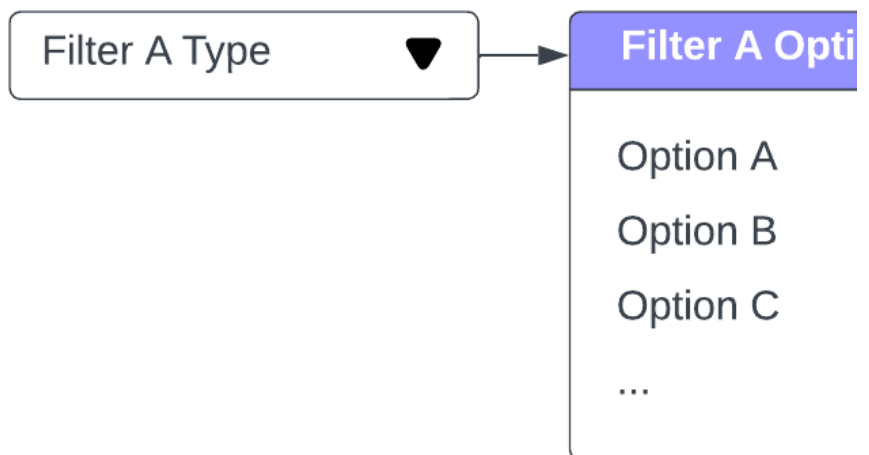 Filter A Type
Filter A Opti
Option A
Option B
Option C
...